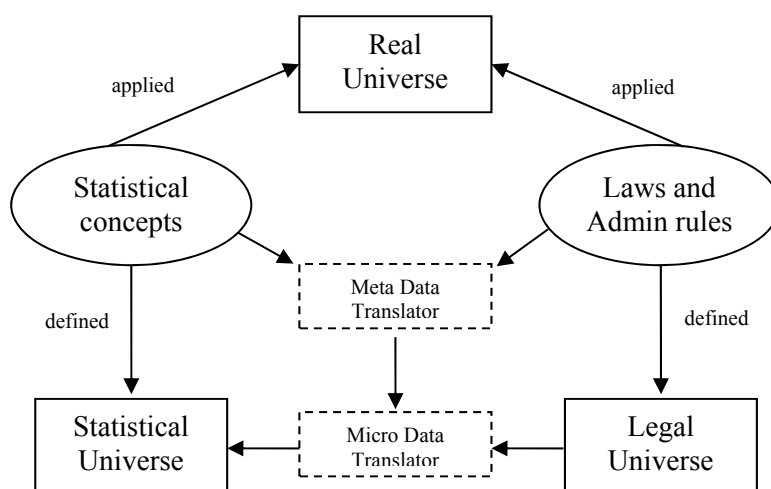 Real
Universe
applied
applied
Statistical
concepts
Laws and
Admin rules
Meta Data
Translator
defined
defined
Statistical
Universe
Micro Data
Translator
Legal
Universe